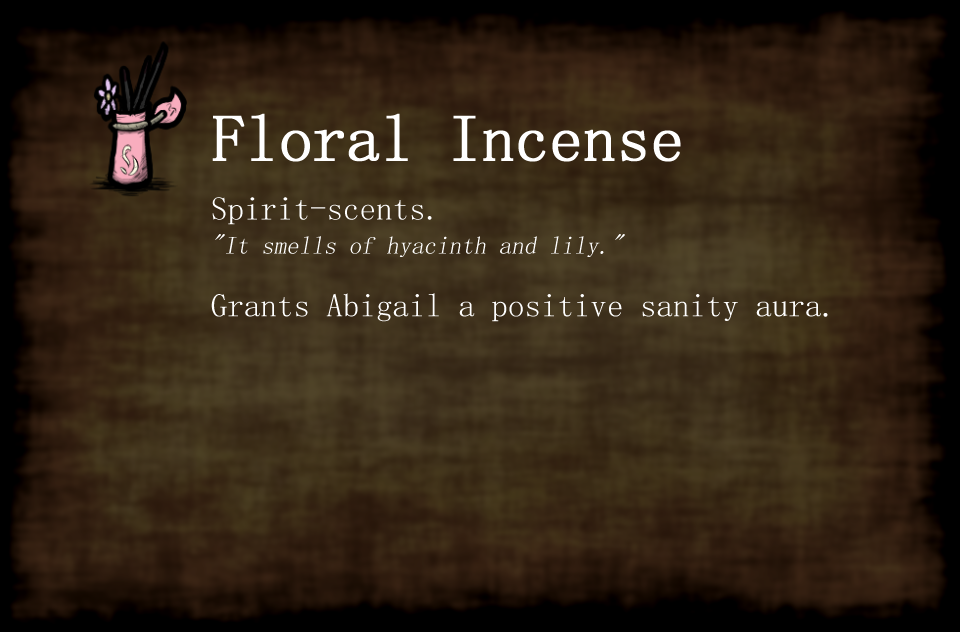 Floral Incense
Spirit-scents.
"It smells of hyacinth and lily."
Grants Abigail a positive sanity aura.